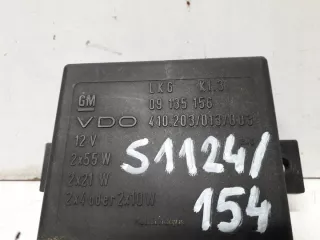 LKG KL.3
GM 09 135 156
VDO 410.203/013/003
12 V
2x55 W
2x21 W
2x4 oder 2x10 W
S1124/
154